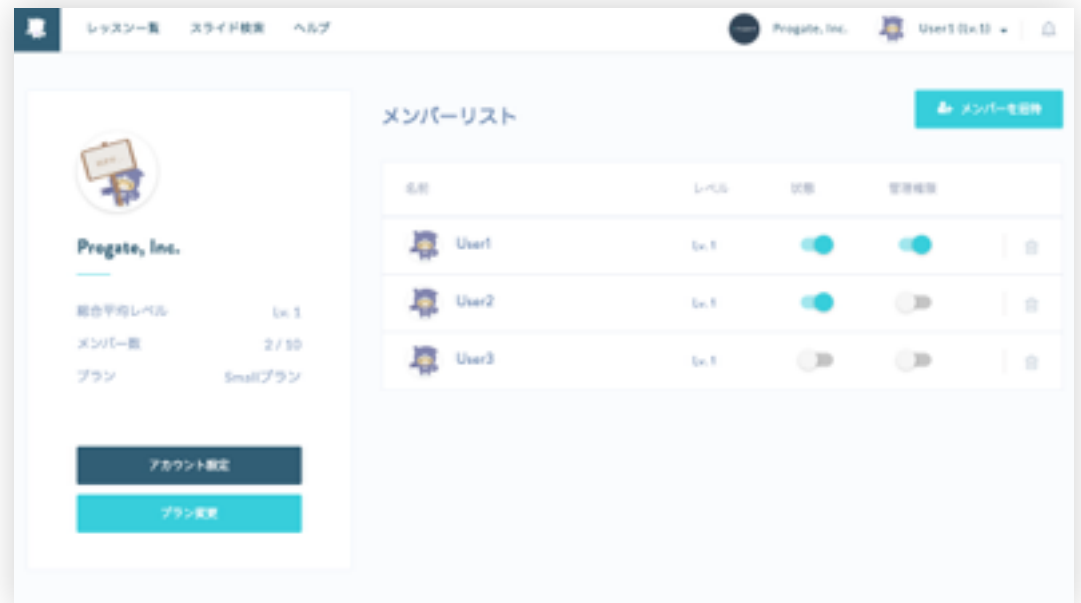 レッスン一覧 スライド検索 ヘルプ Progate, Inc. User1 (Lv.1)
メンバーリスト メンバーを招待
Progate, Inc.
総合平均レベル Lv. 1
メンバー数 2 / 10
プラン Smallプラン
アカウント設定
プラン変更
名前 レベル 状態 管理権限
User1 Lv. 1
User2 Lv. 1
User3 Lv. 1